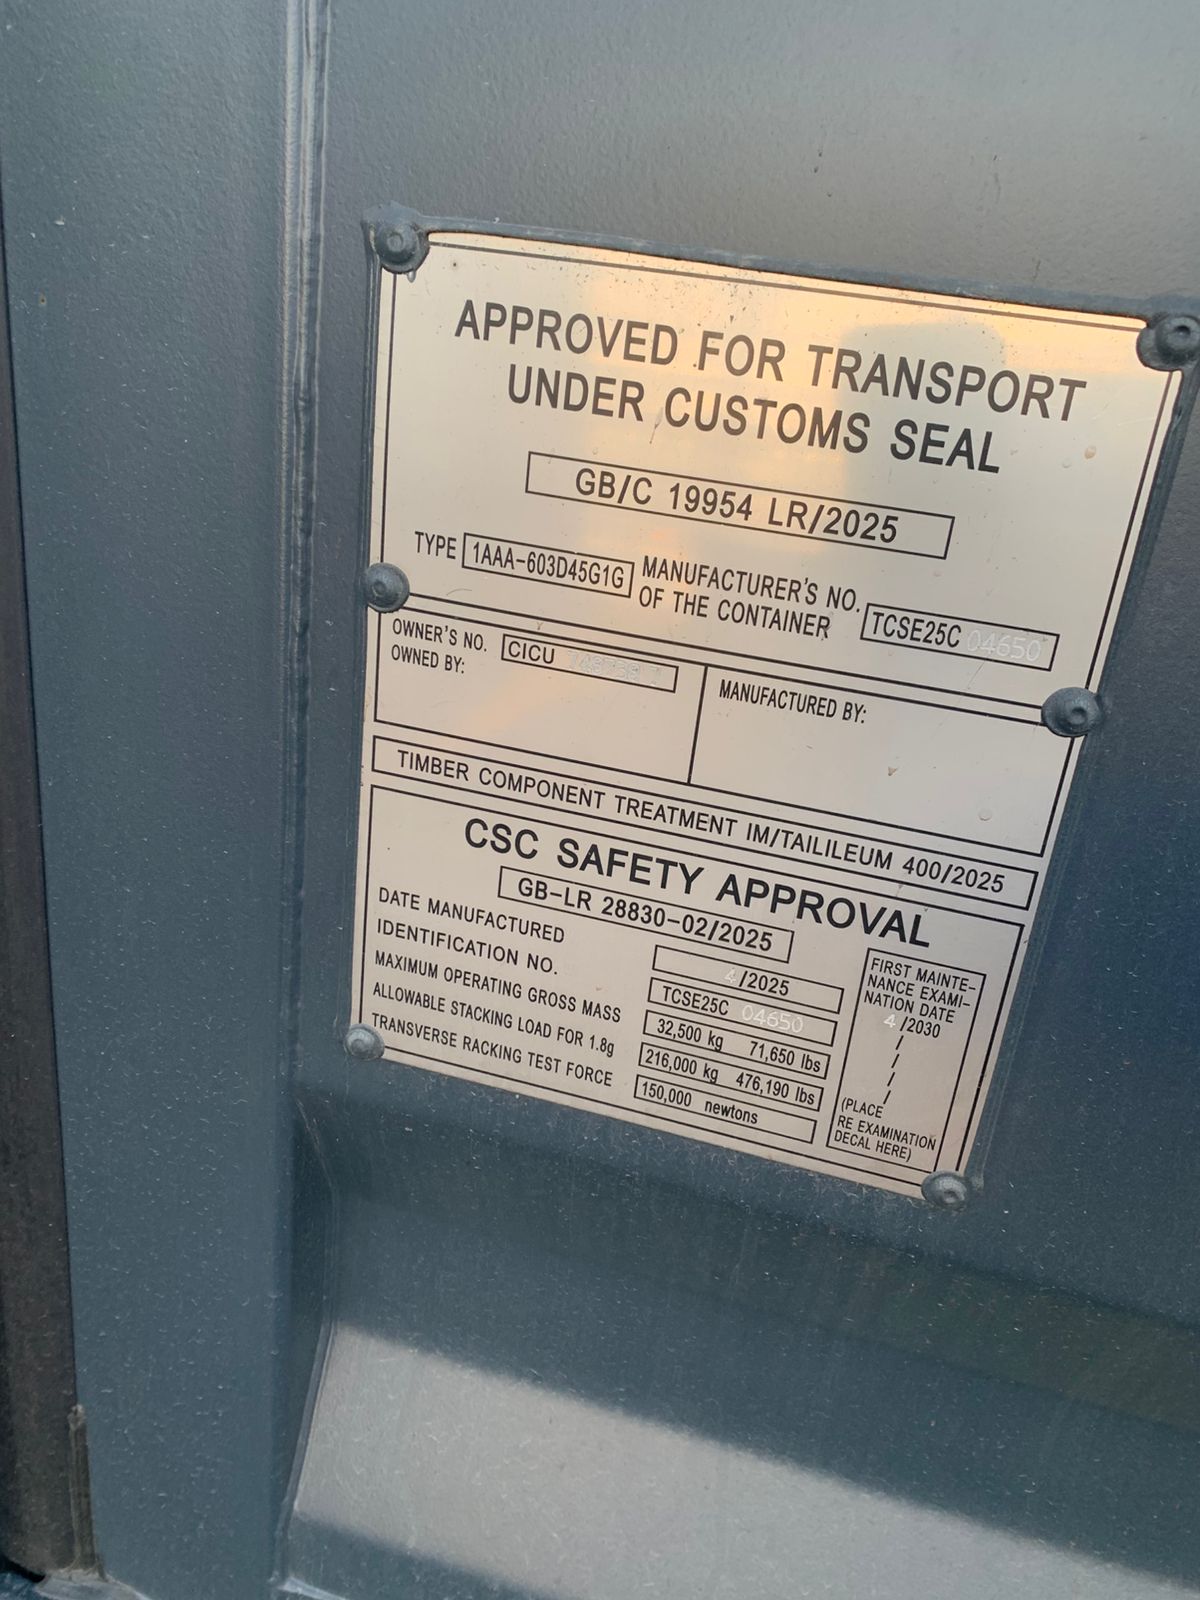 APPROVED FOR TRANSPORT
UNDER CUSTOMS SEAL
GB/C 19954 LR/2025
TYPE 1AAA-603D45G1G
MANUFACTURER'S NO.
OF THE CONTAINER
TCSE25C 04650
OWNER'S NO. CICU
OWNED BY:
MANUFACTURED BY:
TIMBER COMPONENT TREATMENT IM/TAILILEUM 400/2025
CSC SAFETY APPROVAL
GB-LR 28830-02/2025
DATE MANUFACTURED 4/2025
IDENTIFICATION NO. TCSE25C 04650
MAXIMUM OPERATING GROSS MASS 32,500 kg 71,650 lbs
ALLOWABLE STACKING LOAD FOR 1.8g 216,000 kg 476,190 lbs
TRANSVERSE RACKING TEST FORCE 150,000 newtons
FIRST MAINTE-
NANCE EXAMI-
NATION DATE
4/2030
(PLACE
RE EXAMINATION
DECAL HERE)